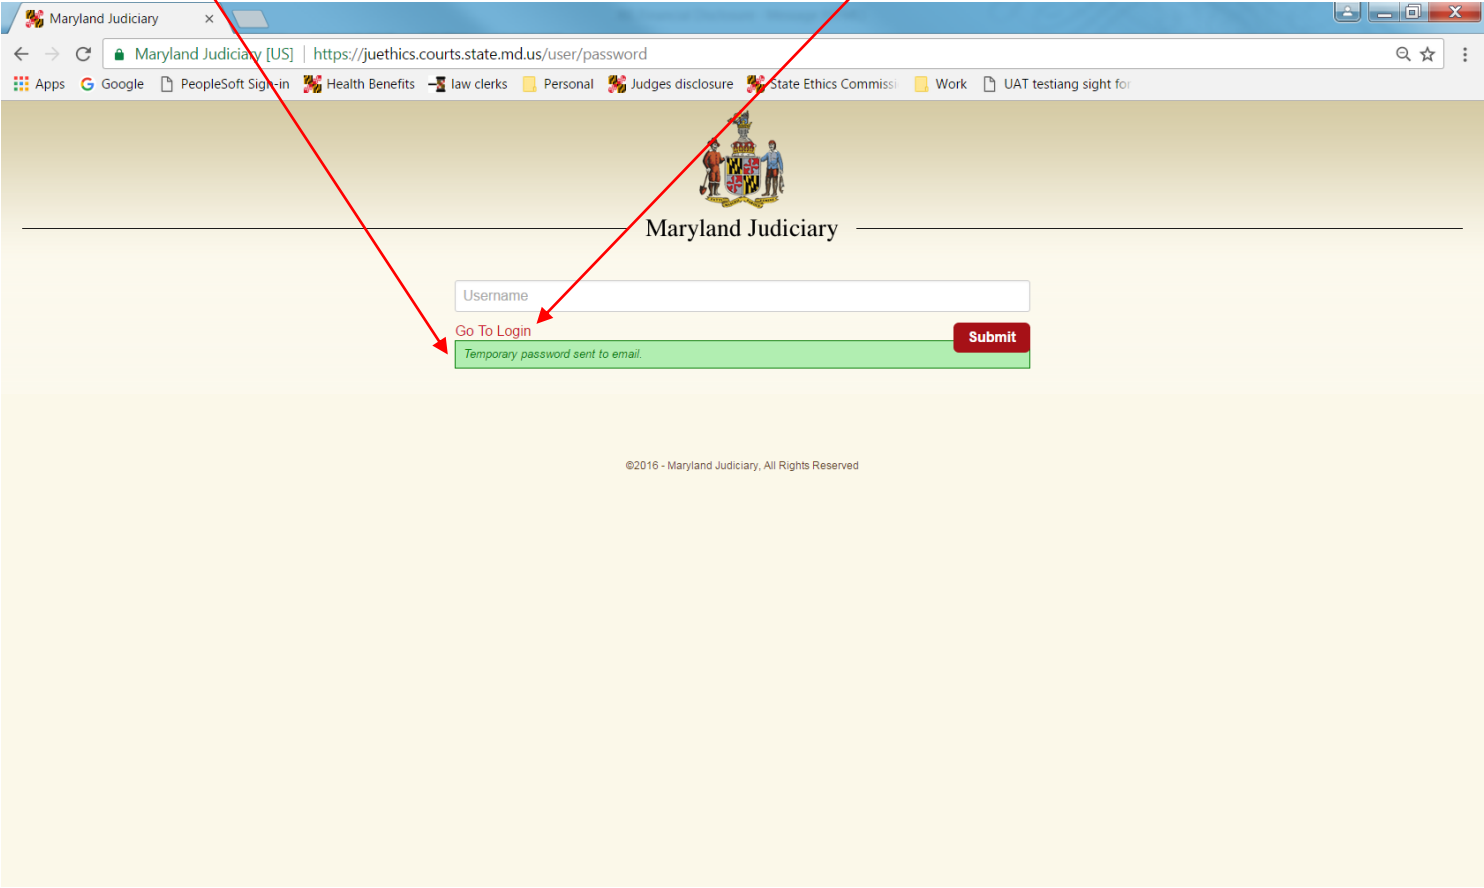 Maryland Judiciary
Maryland Judiciary [US] https://juethics.courts.state.md.us/user/password
Apps Google PeopleSoft Sign-in Health Benefits law clerks Personal Judges disclosure State Ethics Commissi Work UAT testiang sight for
Maryland Judiciary
Username
Go To Login
Submit
Temporary password sent to email.
©2016 - Maryland Judiciary, All Rights Reserved